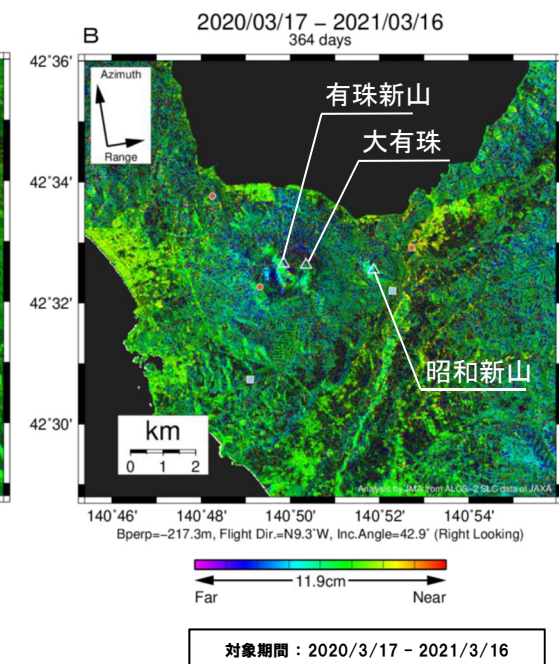 2020/03/17 − 2021/03/16
B
364 days
42˚36'
Azimuth
Range
有珠新山
大有珠
42˚34'
42˚32'
昭和新山
42˚30'
km
0 1 2
Analysis by JMA from ALOS−2 SLC data of JAXA
140˚46' 140˚48' 140˚50' 140˚52' 140˚54'
Bperp=−217.3m, Flight Dir.=N9.3˚W, Inc.Angle=42.9˚ (Right Looking)
11.9cm
Far Near
対象期間：2020/3/17 - 2021/3/16